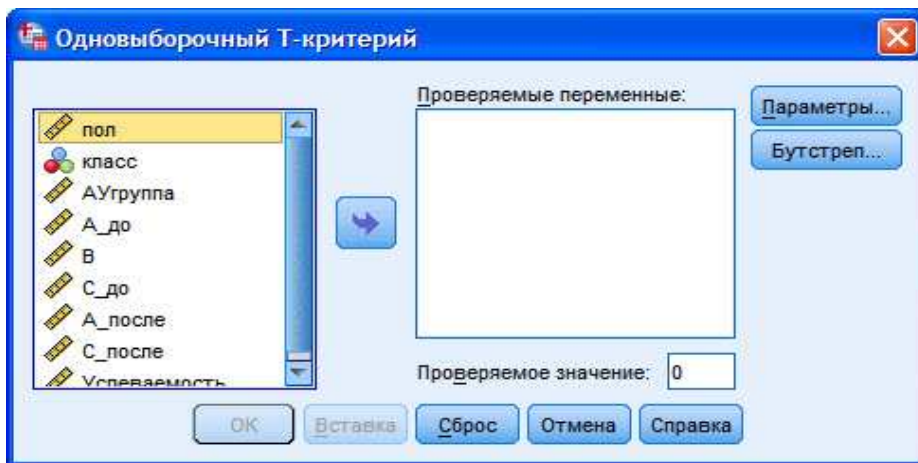 Одновыборочный Т-критерий
пол
класс
АУгруппа
А_до
В
С_до
А_после
С_после
Успеваемость
Проверяемые переменные:
Проверяемое значение: 0
Параметры...
Бутстреп...
ОК
Вставка
Сброс
Отмена
Справка